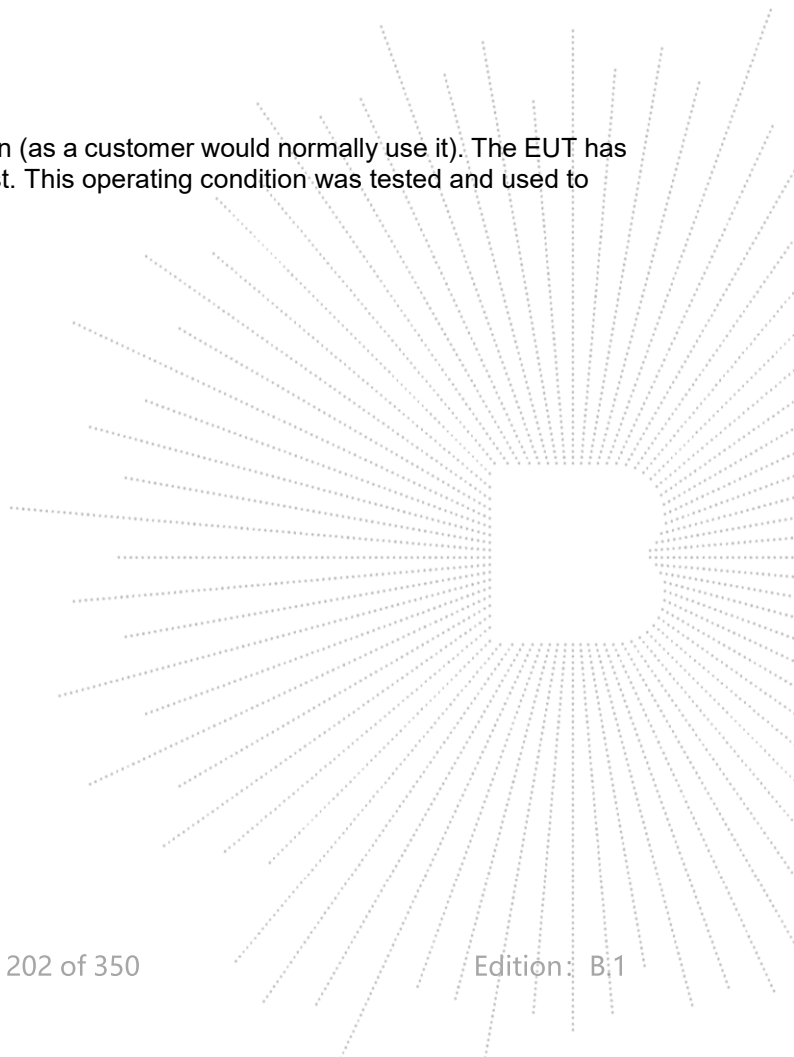 n (as a customer would normally use it). The EUT has
t. This operating condition was tested and used to
202 of 350 Edition： B.1